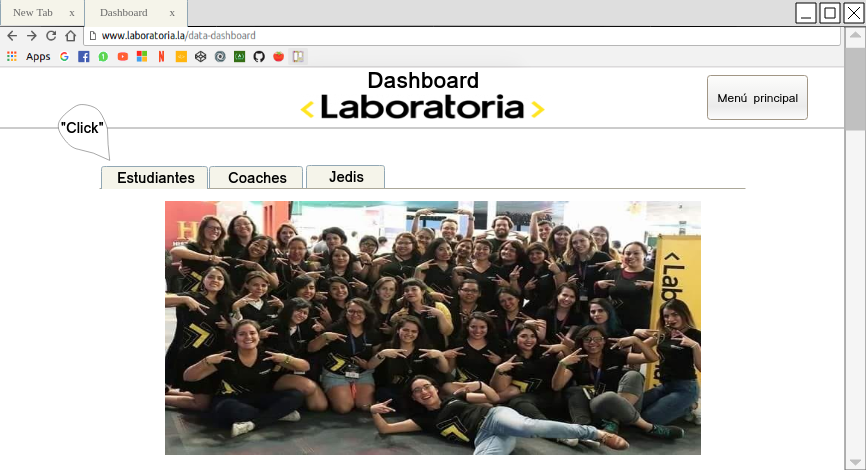 New Tab x Dashboard x
www.laboratoria.la/data-dashboard
Apps
Dashboard
< Laboratoria >
Menú principal
"Click"
Estudiantes Coaches Jedis
H
<Lab